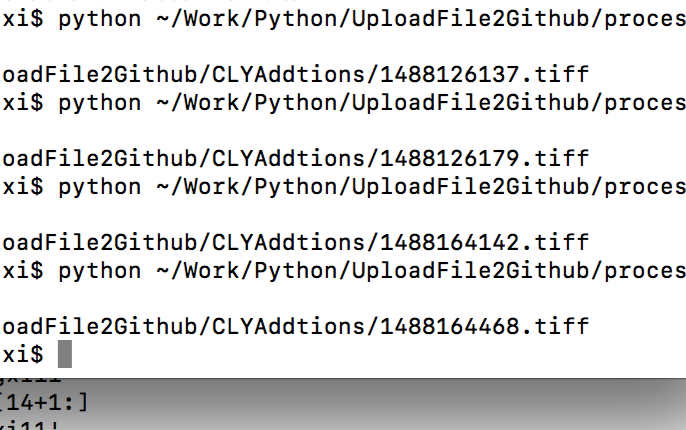 xi$ python ~/Work/Python/UploadFile2Github/proces
oadFile2Github/CLYAddtions/1488126137.tiff
xi$ python ~/Work/Python/UploadFile2Github/proces
oadFile2Github/CLYAddtions/1488126179.tiff
xi$ python ~/Work/Python/UploadFile2Github/proces
oadFile2Github/CLYAddtions/1488164142.tiff
xi$ python ~/Work/Python/UploadFile2Github/proces
oadFile2Github/CLYAddtions/1488164468.tiff
xi$
[14+1:]